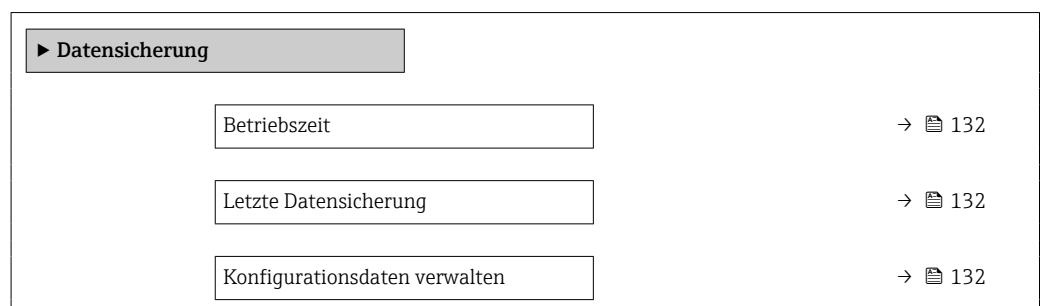 ▶ Datensicherung
Betriebszeit → 132
Letzte Datensicherung → 132
Konfigurationsdaten verwalten → 132